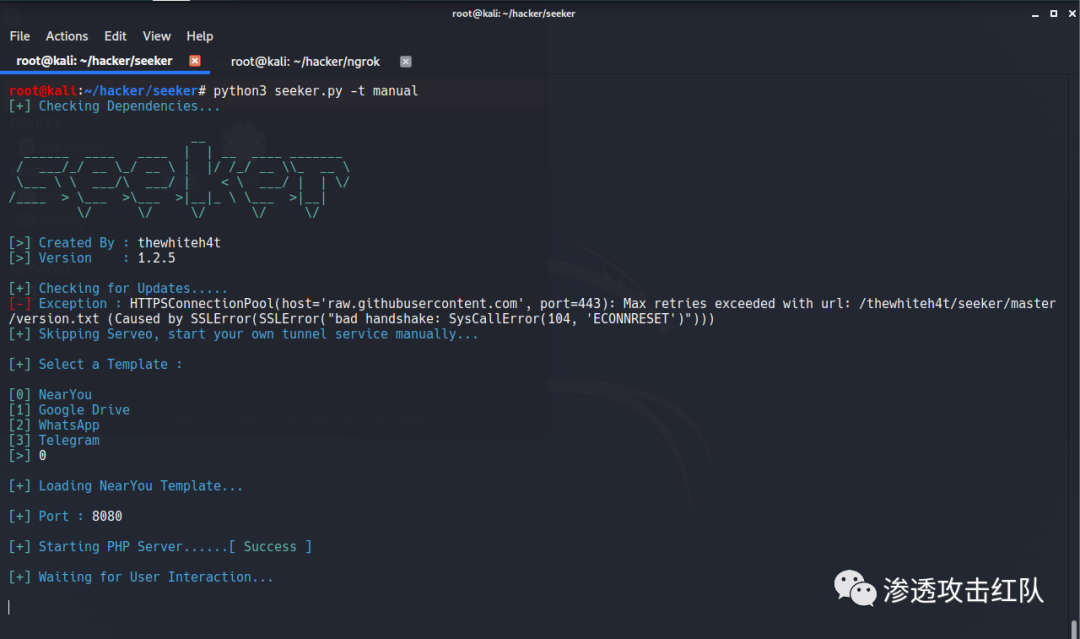 root@kali: ~/hacker/seeker
File Actions Edit View Help
root@kali: ~/hacker/seeker root@kali: ~/hacker/ngrok
root@kali:~/hacker/seeker# python3 seeker.py -t manual
[+] Checking Dependencies...
seeker
[>] Created By : thewhiteh4t
[>] Version    : 1.2.5
[+] Checking for Updates.....
[-] Exception : HTTPSConnectionPool(host='raw.githubusercontent.com', port=443): Max retries exceeded with url: /thewhiteh4t/seeker/master
/version.txt (Caused by SSLError(SSLError("bad handshake: SysCallError(104, 'ECONNRESET')")))
[+] Skipping Serveo, start your own tunnel service manually...
[+] Select a Template :
[0] NearYou
[1] Google Drive
[2] WhatsApp
[3] Telegram
[>] 0
[+] Loading NearYou Template...
[+] Port : 8080
[+] Starting PHP Server......[ Success ]
[+] Waiting for User Interaction...
渗透攻击红队